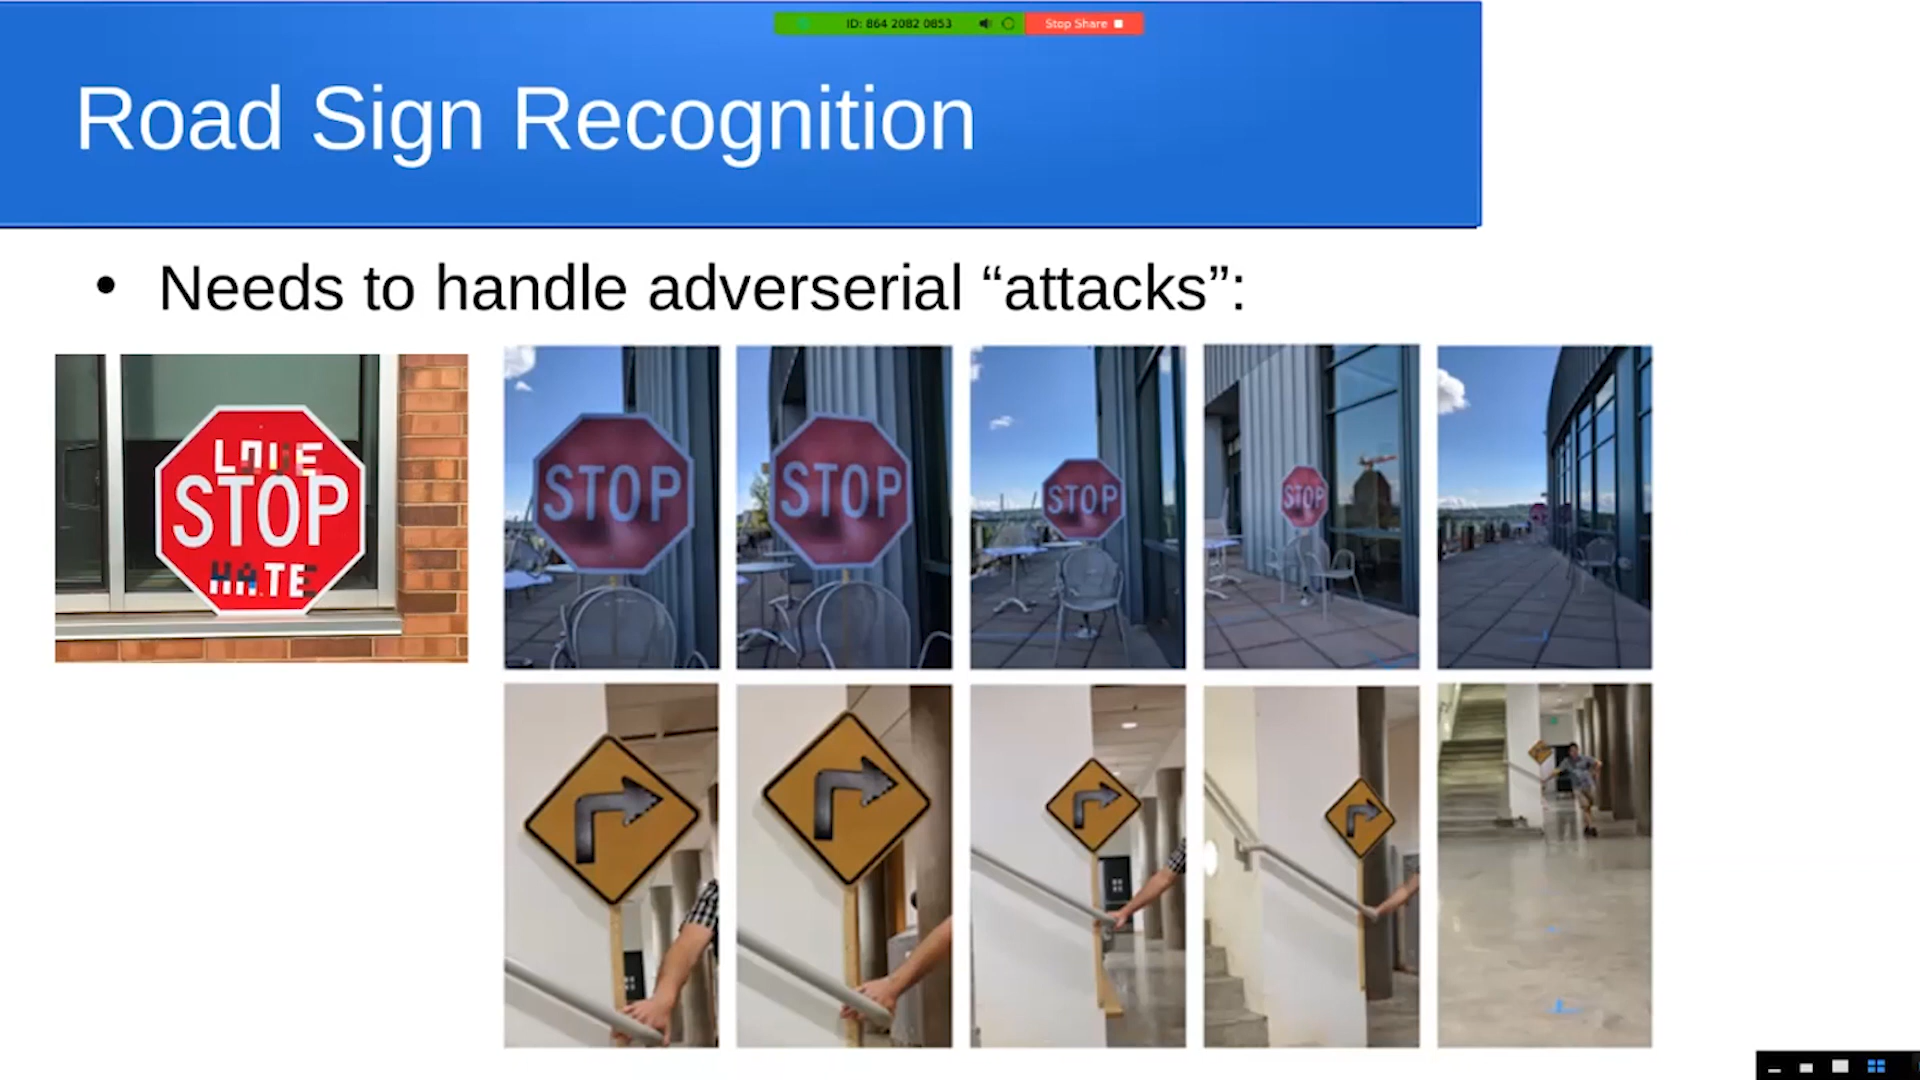 ID: 864 2082 0853 Stop Share
Road Sign Recognition
• Needs to handle adverserial “attacks”:
LOVE
STOP
HATE
STOP
STOP
STOP
STOP